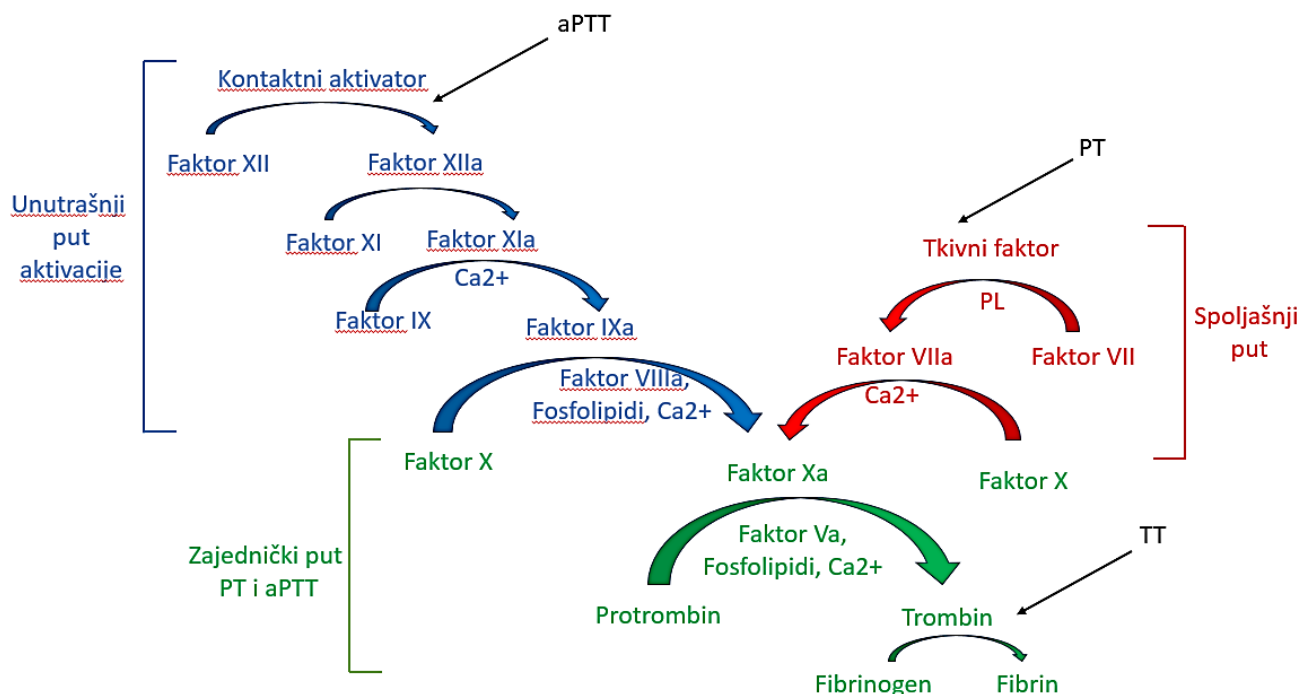 aPTT
Kontaktni aktivator
Faktor XII
Faktor XIIa
Unutrašnji
put
aktivacije
Faktor XI
Faktor XIa
Ca2+
Faktor IX
Faktor IXa
Faktor VIIIa,
Fosfolipidi, Ca2+
PT
Tkivni faktor
PL
Faktor VIIa
Faktor VII
Ca2+
Spoljašnji
put
Faktor X
Faktor Xa
Faktor X
Zajednički put
PT i aPTT
Faktor Va,
Fosfolipidi, Ca2+
TT
Protrombin
Trombin
Fibrinogen
Fibrin